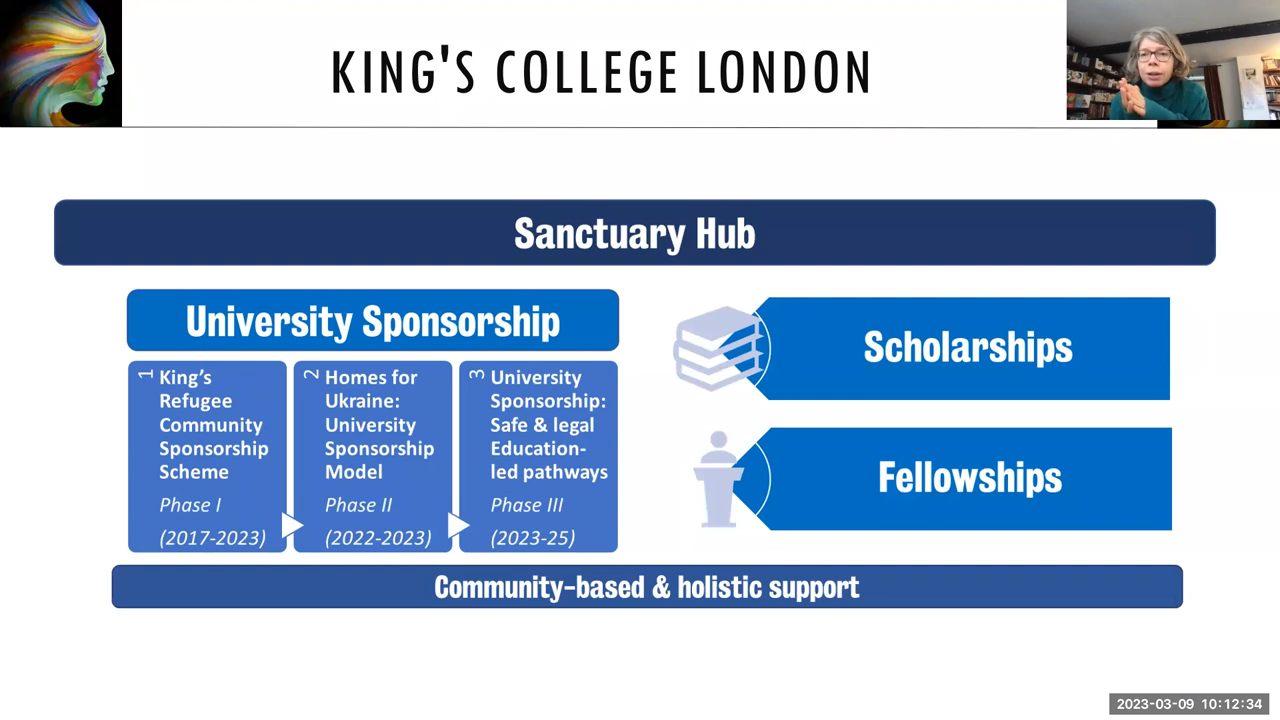 KING'S COLLEGE LONDON
Sanctuary Hub
University Sponsorship
1
King's
Refugee
Community
Sponsorship
Scheme
Phase I
(2017-2023)
2
Homes for
Ukraine:
University
Sponsorship
Model
Phase II
(2022-2023)
3
University
Sponsorship:
Safe & legal
Education-
led pathways
Phase III
(2023-25)
Scholarships
Fellowships
Community-based & holistic support
2023-03-09 10:12:34